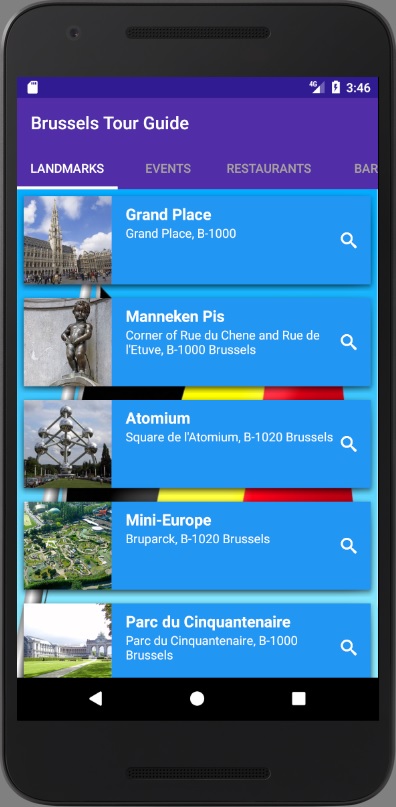 4G 3:46
Brussels Tour Guide
LANDMARKS EVENTS RESTAURANTS BAR
Grand Place
Grand Place, B-1000
Manneken Pis
Corner of Rue du Chene and Rue de
l'Etuve, B-1000 Brussels
Atomium
Square de l'Atomium, B-1020 Brussels
Mini-Europe
Bruparck, B-1020 Brussels
Parc du Cinquantenaire
Parc du Cinquantenaire, B-1000
Brussels